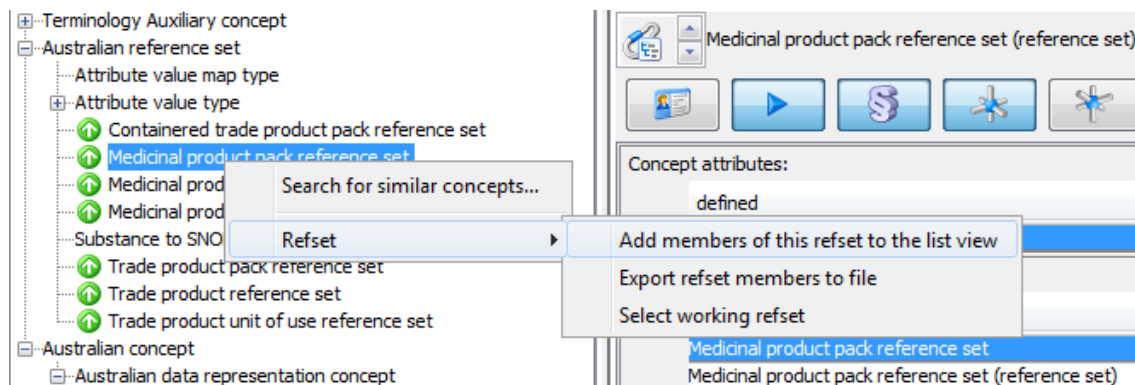 Terminology Auxiliary concept
Australian reference set
Attribute value map type
Attribute value type
Containered trade product pack reference set
Medicinal product pack reference set
Medicinal prod
Medicinal prod
Substance to SNO
Trade product pack reference set
Trade product reference set
Trade product unit of use reference set
Australian concept
Australian data representation concept
Search for similar concepts...
Refset
Add members of this refset to the list view
Export refset members to file
Select working refset
Medicinal product pack reference set (reference set)
Concept attributes:
defined
Medicinal product pack reference set
Medicinal product pack reference set (reference set)